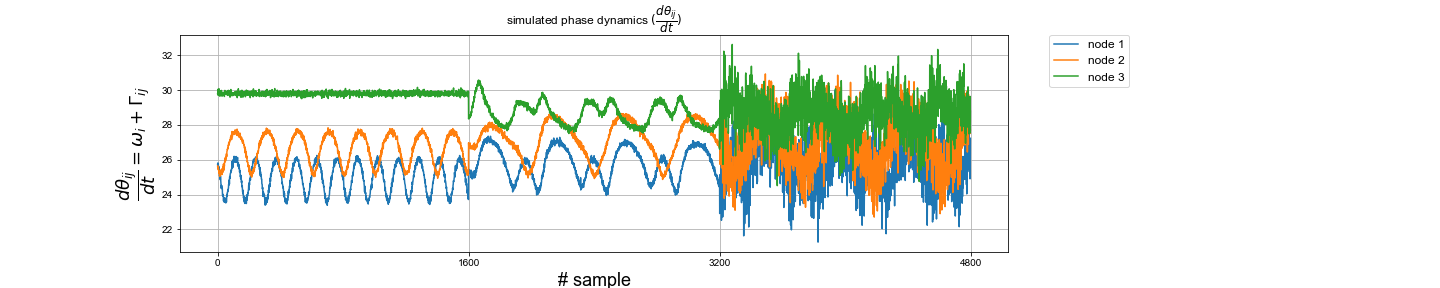 simulated phase dynamics (dθij/dt)
dθij/dt = ωi + Γij
32
30
28
26
24
22
0 1600 3200 4800
# sample
node 1
node 2
node 3